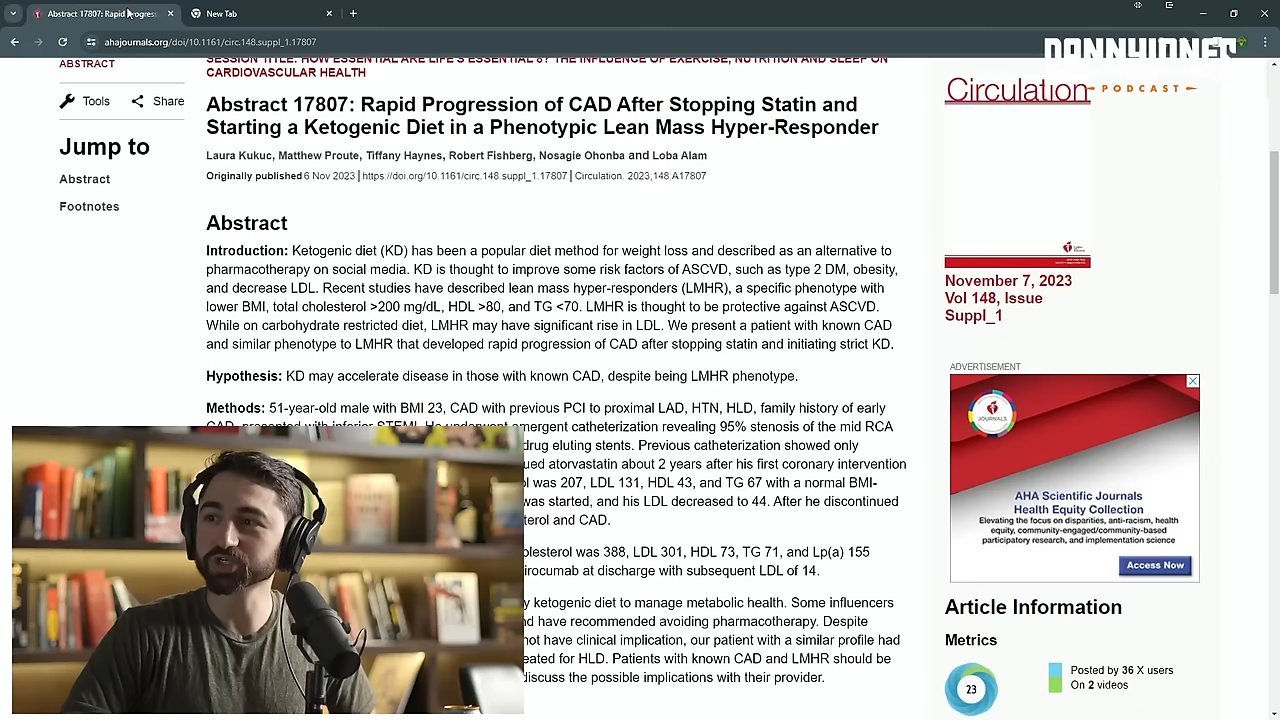 Abstract 17807: Rapid Progress
New Tab
ahajournals.org/doi/10.1161/circ.148.suppl_1.17807
ABSTRACT
Tools
Share
Jump to
Abstract
Footnotes
SESSION TITLE: HOW ESSENTIAL ARE LIFE'S ESSENTIAL 8? THE INFLUENCE OF EXERCISE, NUTRITION AND SLEEP ON
CARDIOVASCULAR HEALTH
Abstract 17807: Rapid Progression of CAD After Stopping Statin and
Starting a Ketogenic Diet in a Phenotypic Lean Mass Hyper-Responder
Laura Kukuc, Matthew Proute, Tiffany Haynes, Robert Fishberg, Nosagie Ohonba and Loba Alam
Originally published 6 Nov 2023 | https://doi.org/10.1161/circ.148.suppl_1.17807 | Circulation. 2023;148:A17807
Abstract
Introduction: Ketogenic diet (KD) has been a popular diet method for weight loss and described as an alternative to
pharmacotherapy on social media. KD is thought to improve some risk factors of ASCVD, such as type 2 DM, obesity,
and decrease LDL. Recent studies have described lean mass hyper-responders (LMHR), a specific phenotype with
lower BMI, total cholesterol >200 mg/dL, HDL >80, and TG <70. LMHR is thought to be protective against ASCVD.
While on carbohydrate restricted diet, LMHR may have significant rise in LDL. We present a patient with known CAD
and similar phenotype to LMHR that developed rapid progression of CAD after stopping statin and initiating strict KD.
Hypothesis: KD may accelerate disease in those with known CAD, despite being LMHR phenotype.
Methods: 51-year-old male with BMI 23, CAD with previous PCI to proximal LAD, HTN, HLD, family history of early
CAD, presented with inferior STEMI. He underwent emergent catheterization revealing 95% stenosis of the mid RCA
drug eluting stents. Previous catheterization showed only
ued atorvastatin about 2 years after his first coronary intervention
l was 207, LDL 131, HDL 43, and TG 67 with a normal BMI-
was started, and his LDL decreased to 44. After he discontinued
terol and CAD.
olesterol was 388, LDL 301, HDL 73, TG 71, and Lp(a) 155
irocumab at discharge with subsequent LDL of 14.
y ketogenic diet to manage metabolic health. Some influencers
d have recommended avoiding pharmacotherapy. Despite
not have clinical implication, our patient with a similar profile had
eated for HLD. Patients with known CAD and LMHR should be
discuss the possible implications with their provider.
Circulation
PODCAST
November 7, 2023
Vol 148, Issue
Suppl_1
ADVERTISEMENT
JOURNALS
AHA Scientific Journals
Health Equity Collection
Elevating the focus on disparities, anti-racism, health
equity, community-engaged/community-based
participatory research, and implementation science
Access Now
Article Information
Metrics
23
Posted by 36 X users
On 2 videos